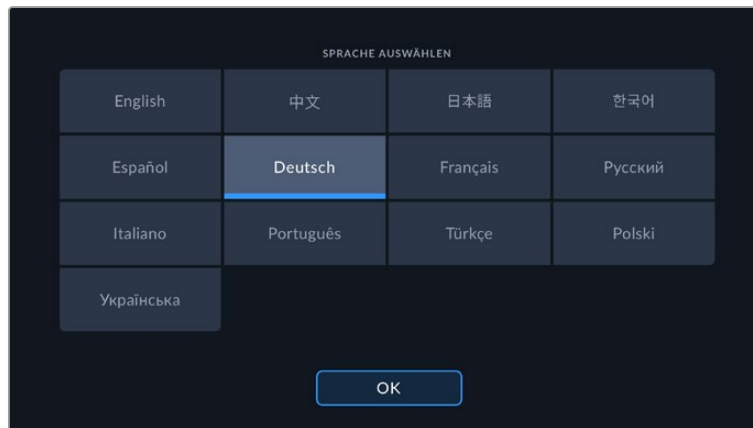 SPRACHE AUSWÄHLEN
English 中文 日本語 한국어
Español Deutsch Français Русский
Italiano Português Türkçe Polski
Українська
OK